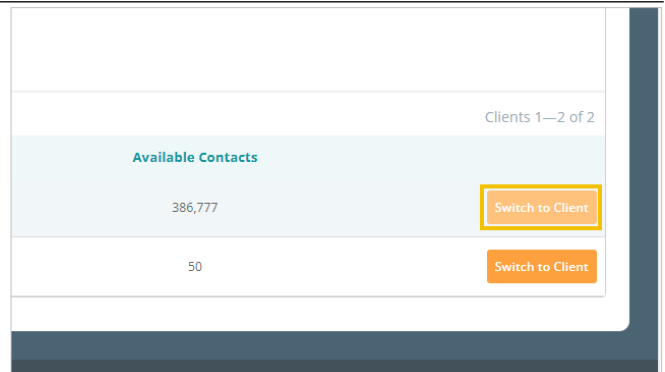 Clients 1—2 of 2
Available Contacts
386,777
Switch to Client
50
Switch to Client